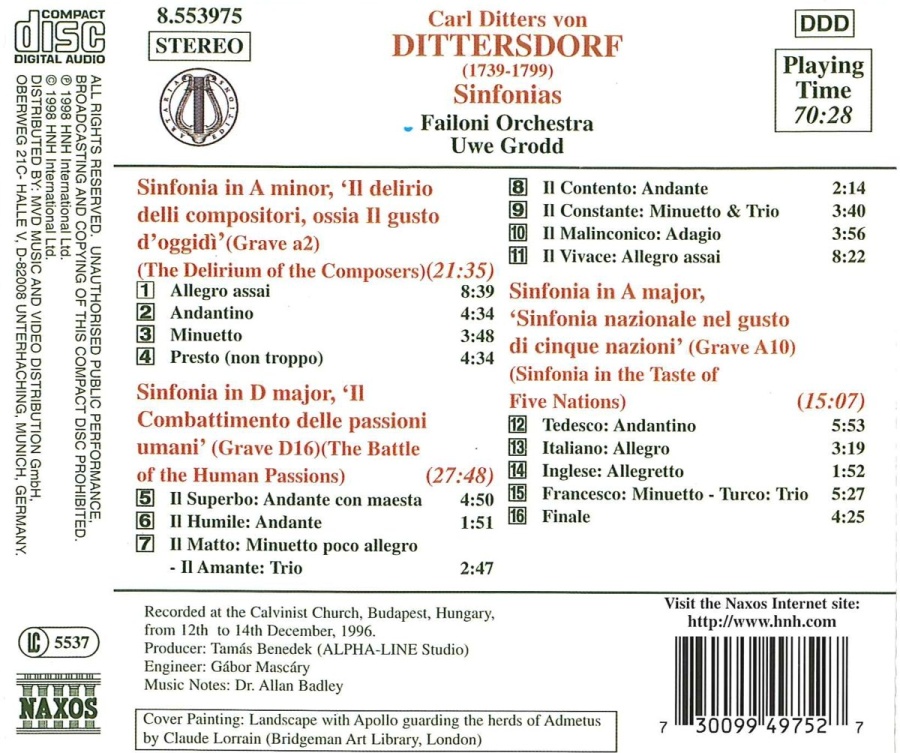 COMPACT
disc
DIGITAL AUDIO
8.553975
STEREO
ARTARIA EDITIONS
Carl Ditters von
DITTERSDORF
(1739-1799)
Sinfonias
Failoni Orchestra
Uwe Grodd
DDD
Playing
Time
70:28
Sinfonia in A minor, ‘Il delirio
delli compositori, ossia Il gusto
d’oggidì’(Grave a2)
(The Delirium of the Composers)(21:35)
1 Allegro assai 8:39
2 Andantino 4:34
3 Minuetto 3:48
4 Presto (non troppo) 4:34
Sinfonia in D major, ‘Il
Combattimento delle passioni
umani’ (Grave D16)(The Battle
of the Human Passions) (27:48)
5 Il Superbo: Andante con maesta 4:50
6 Il Humile: Andante 1:51
7 Il Matto: Minuetto poco allegro
- Il Amante: Trio 2:47
8 Il Contento: Andante 2:14
9 Il Constante: Minuetto & Trio 3:40
10 Il Malinconico: Adagio 3:56
11 Il Vivace: Allegro assai 8:22
Sinfonia in A major,
‘Sinfonia nazionale nel gusto
di cinque nazioni’ (Grave A10)
(Sinfonia in the Taste of
Five Nations) (15:07)
12 Tedesco: Andantino 5:53
13 Italiano: Allegro 3:19
14 Inglese: Allegretto 1:52
15 Francesco: Minuetto - Turco: Trio 5:27
16 Finale 4:25
Recorded at the Calvinist Church, Budapest, Hungary,
from 12th to 14th December, 1996.
Producer: Tamás Benedek (ALPHA-LINE Studio)
Engineer: Gábor Mascáry
Music Notes: Dr. Allan Badley
Cover Painting: Landscape with Apollo guarding the herds of Admetus
by Claude Lorrain (Bridgeman Art Library, London)
Visit the Naxos Internet site:
http://www.hnh.com
7 30099 49752 7
ALL RIGHTS RESERVED. UNAUTHORISED PUBLIC PERFORMANCE,
BROADCASTING AND COPYING OF THIS COMPACT DISC PROHIBITED.
℗ 1998 HNH International Ltd.
© 1998 HNH International Ltd.
DISTRIBUTED BY: MVD MUSIC AND VIDEO DISTRIBUTION GmbH,
OBERWEG 21C- HALLE V, D-82008 UNTERHACHING, MUNICH, GERMANY.
LC 5537
NAXOS